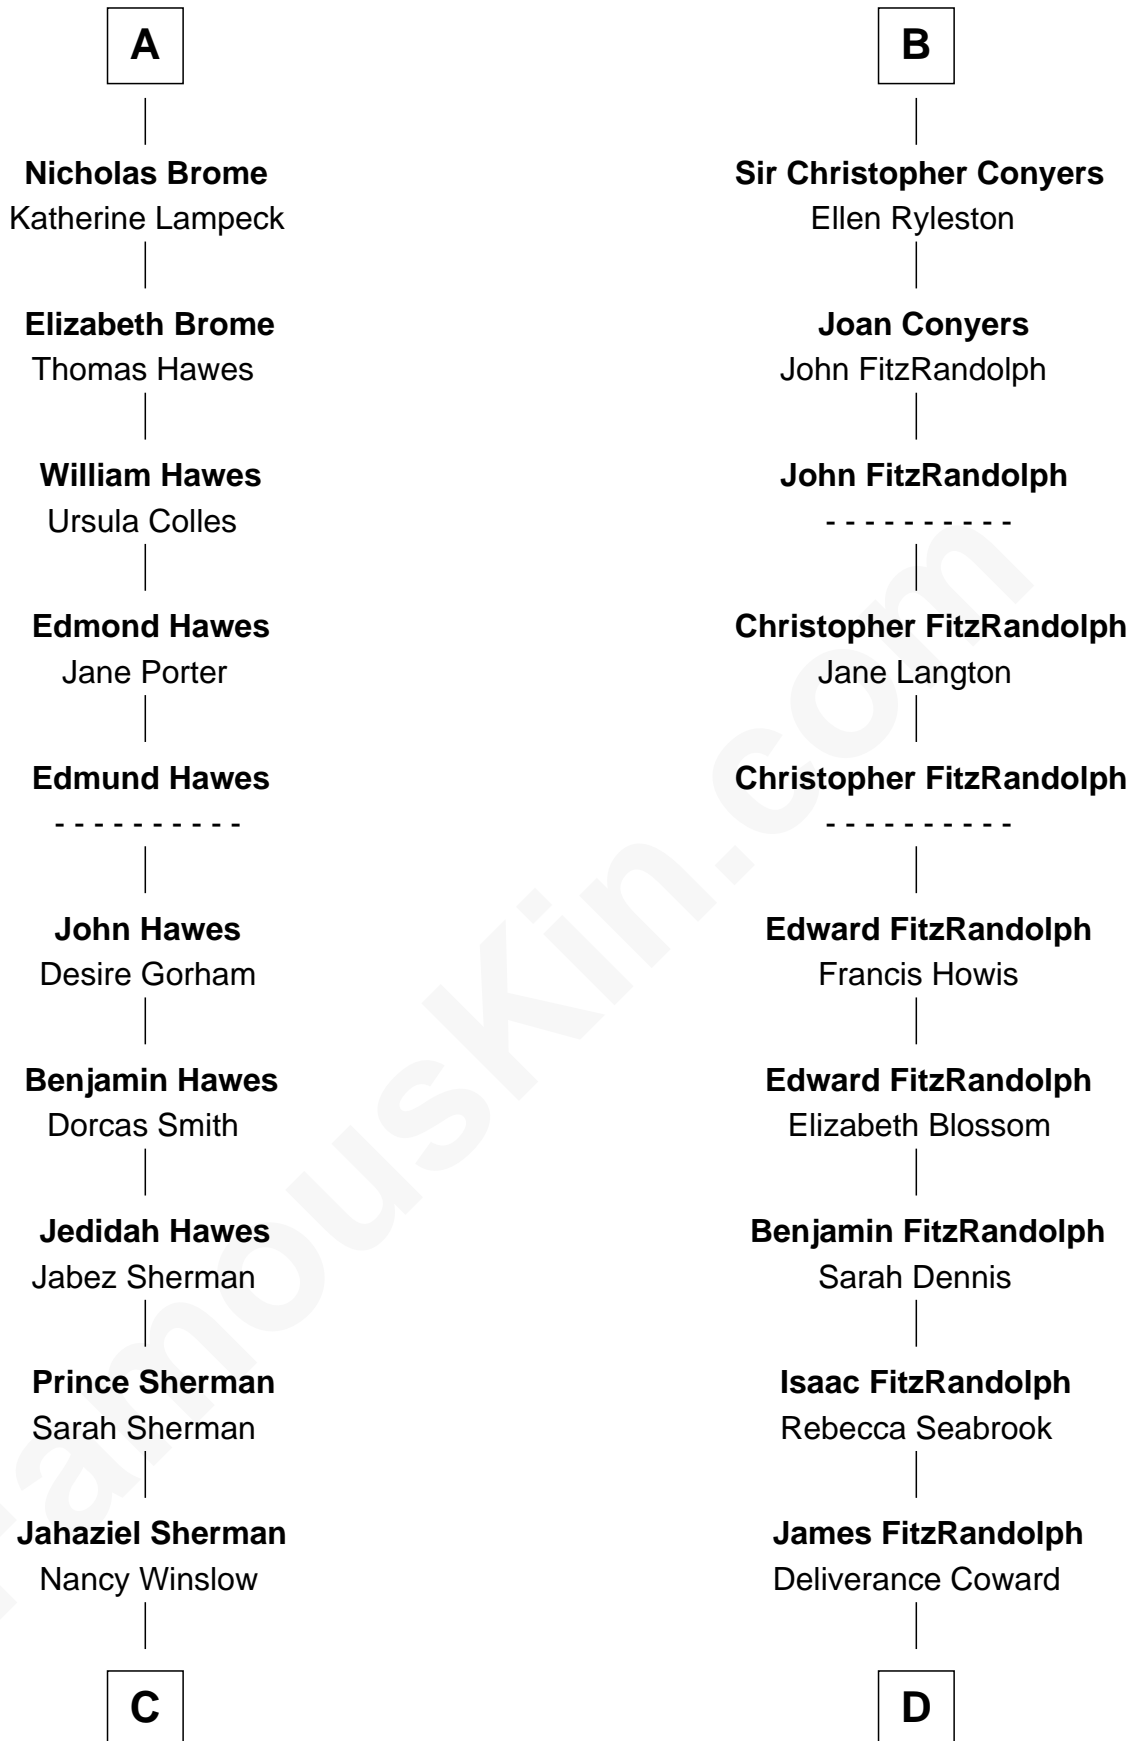 A
Nicholas Brome
Katherine Lampeck
Elizabeth Brome
Thomas Hawes
William Hawes
Ursula Colles
Edmond Hawes
Jane Porter
Edmund Hawes
- - - - - - - - - -
John Hawes
Desire Gorham
Benjamin Hawes
Dorcas Smith
Jedidah Hawes
Jabez Sherman
Prince Sherman
Sarah Sherman
Jahaziel Sherman
Nancy Winslow
C
B
Sir Christopher Conyers
Ellen Ryleston
Joan Conyers
John FitzRandolph
John FitzRandolph
- - - - - - - - - -
Christopher FitzRandolph
Jane Langton
Christopher FitzRandolph
- - - - - - - - - -
Edward FitzRandolph
Francis Howis
Edward FitzRandolph
Elizabeth Blossom
Benjamin FitzRandolph
Sarah Dennis
Isaac FitzRandolph
Rebecca Seabrook
James FitzRandolph
Deliverance Coward
D
FamousKin.com